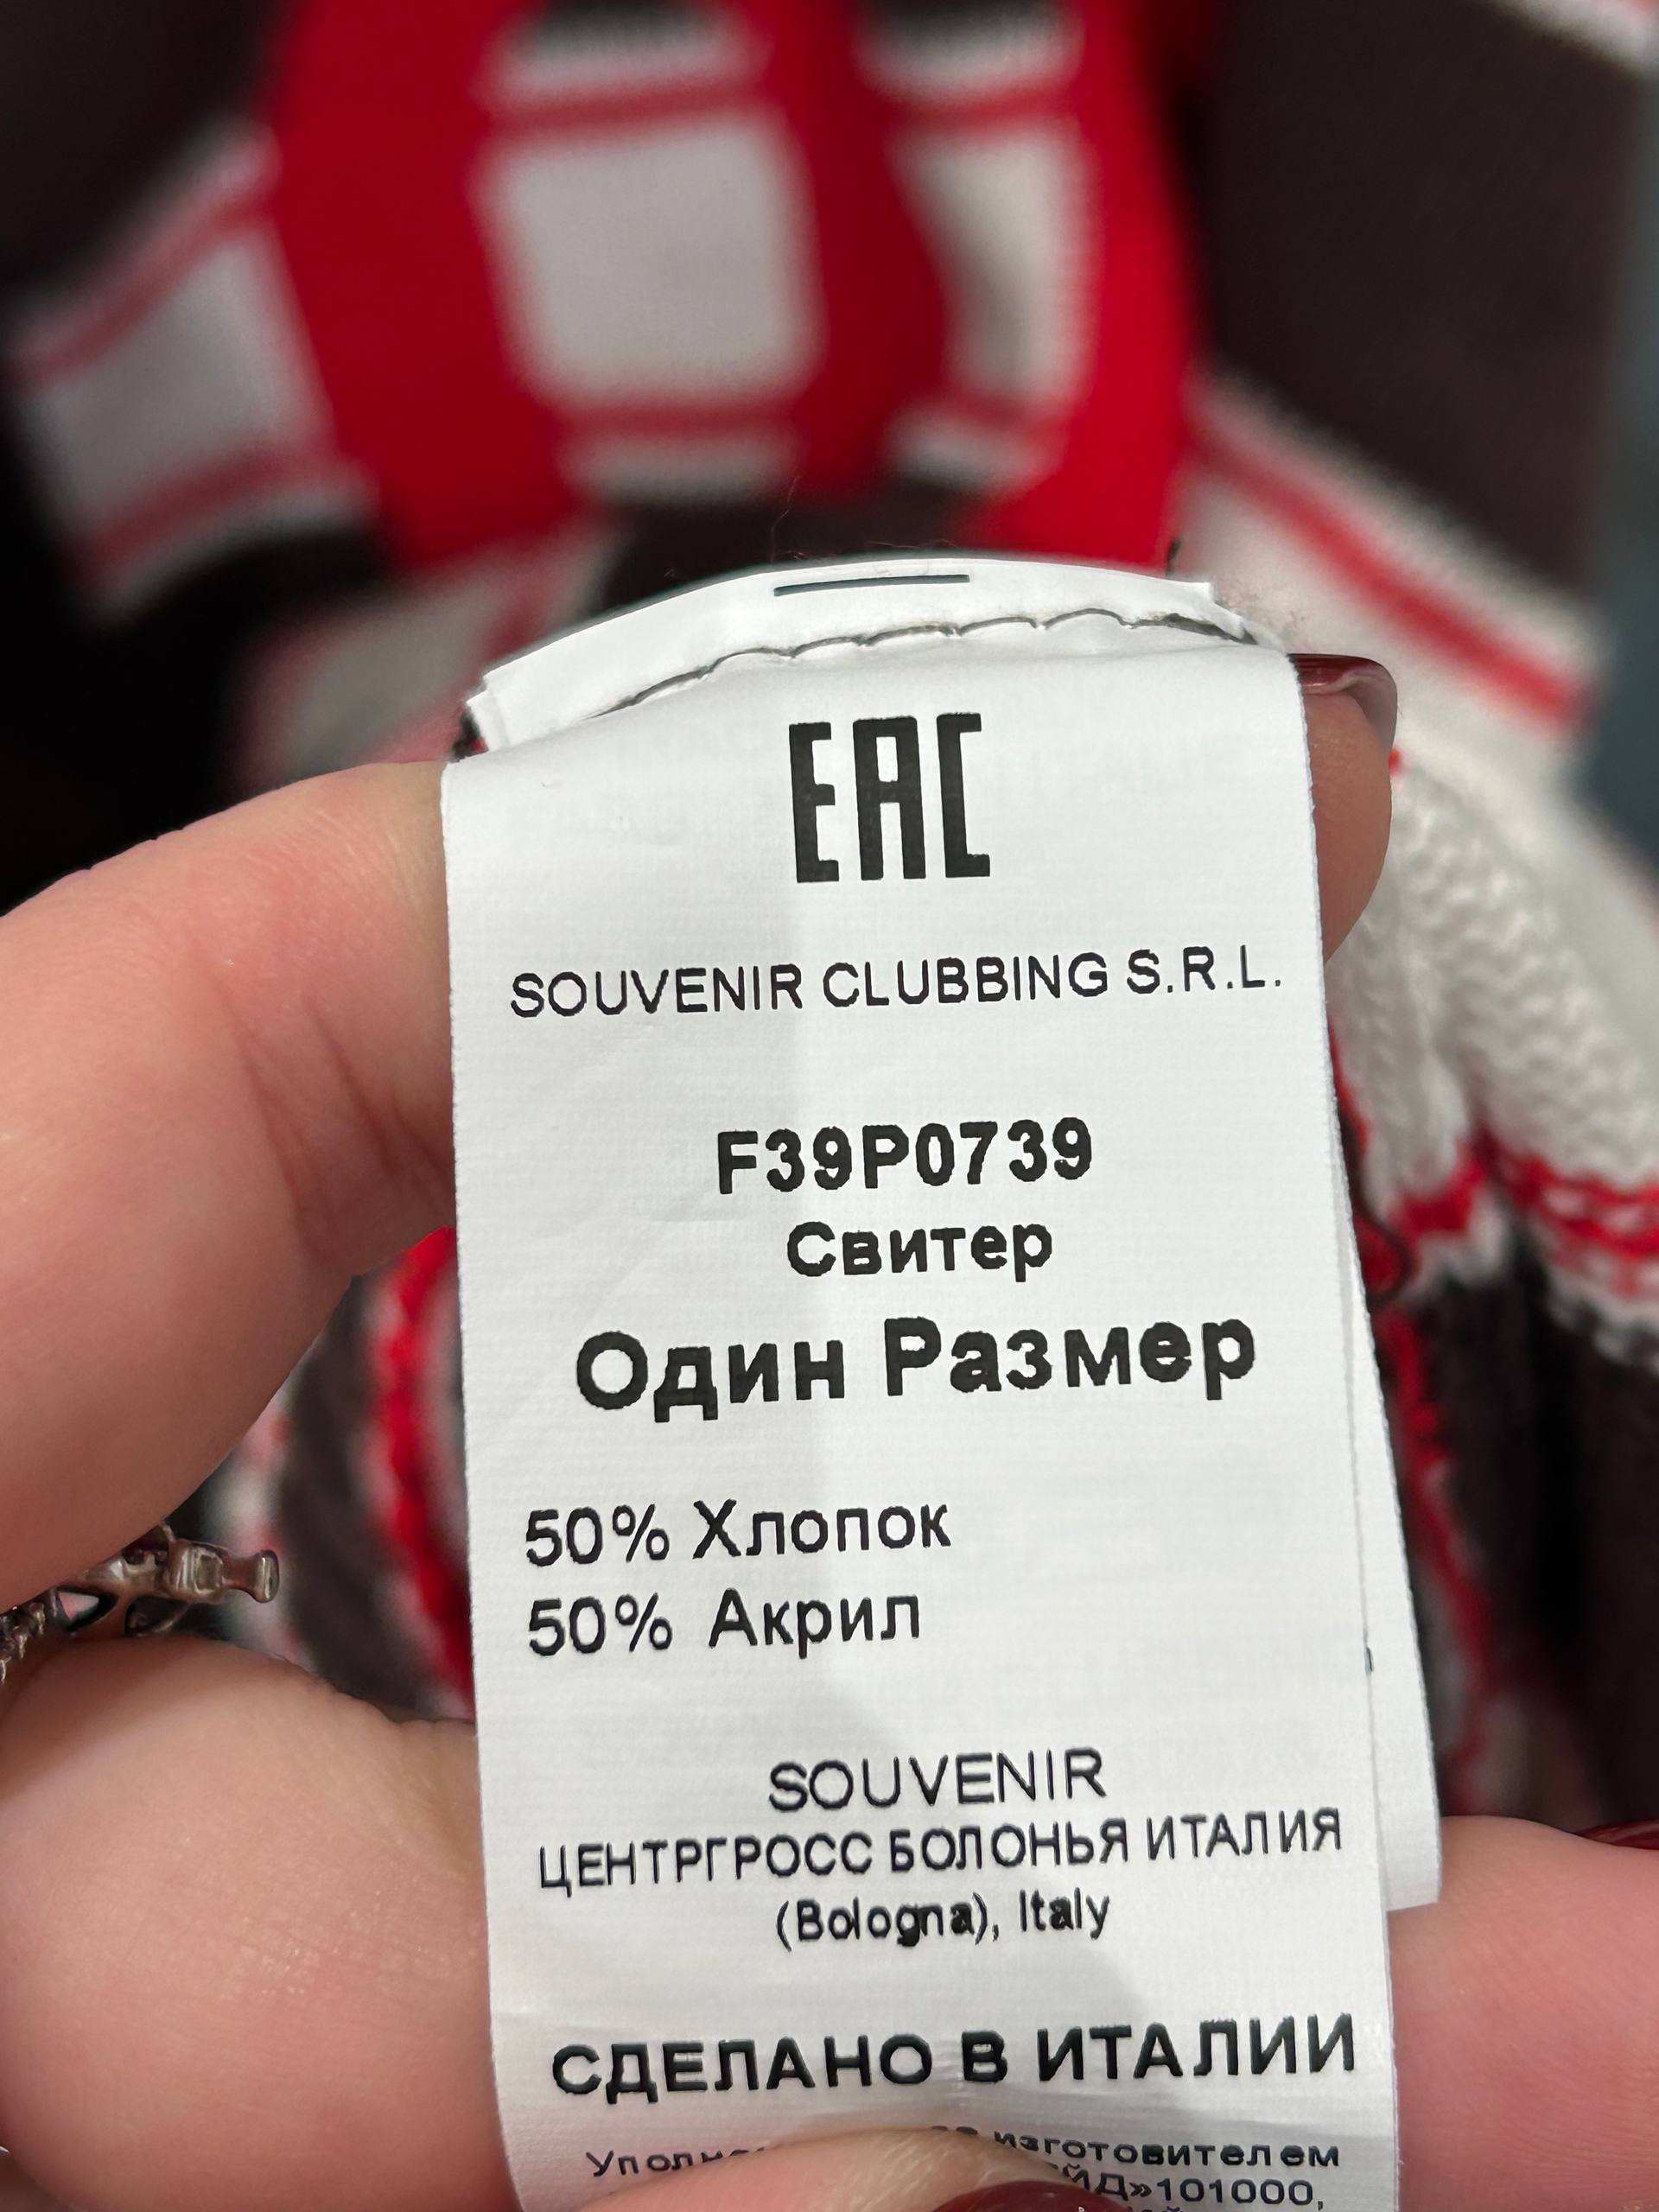 EAC
SOUVENIR CLUBBING S.R.L.
F39P0739
Свитер
Один Размер
50% Хлопок
50% Акрил
SOUVENIR
ЦЕНТРГРОСС БОЛОНЬЯ ИТАЛИЯ
(Bologna), Italy
СДЕЛАНО В ИТАЛИИ
изготовителем
101000,